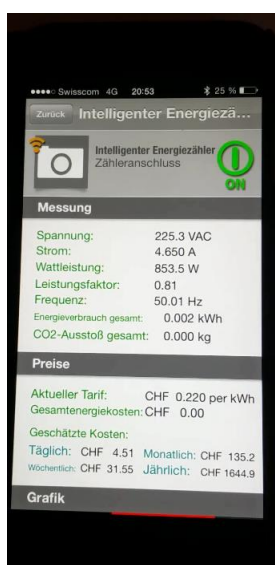 Swisscom 4G 20:53 25 %
Zurück Intelligenter Energiezä...
Intelligenter Energiezähler
Zähleranschluss
ON
Messung
Spannung: 225.3 VAC
Strom: 4.650 A
Wattleistung: 853.5 W
Leistungsfaktor: 0.81
Frequenz: 50.01 Hz
Energieverbrauch gesamt: 0.002 kWh
CO2-Ausstoß gesamt: 0.000 kg
Preise
Aktueller Tarif: CHF 0.220 per kWh
Gesamtenergiekosten: CHF 0.00
Geschätzte Kosten:
Täglich: CHF 4.51 Monatlich: CHF 135.2
Wöchentlich: CHF 31.55 Jährlich: CHF 1644.9
Grafik